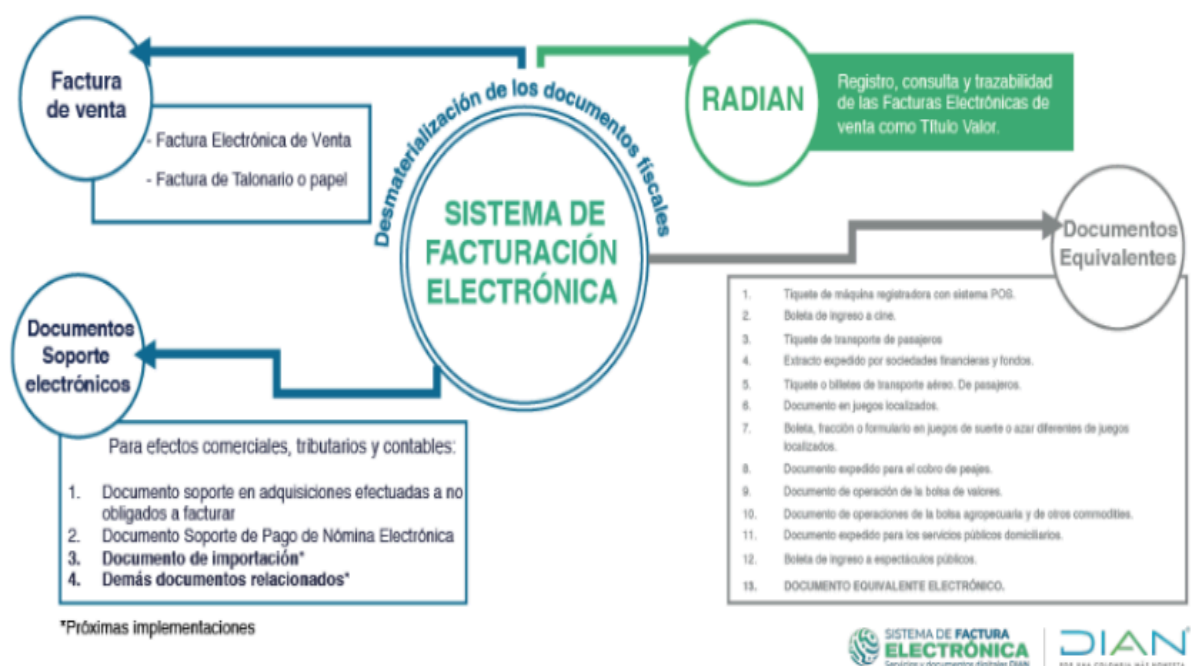 Factura
de venta
- Factura Electrónica de Venta
- Factura de Talonario o papel
Desmaterialización de los documentos fiscales
SISTEMA DE
FACTURACIÓN
ELECTRÓNICA
RADIAN
Registro, consulta y trazabilidad
de las Facturas Electrónicas de
venta como Título Valor.
Documentos
Equivalentes
1. Tiquete de máquina registradora con sistema POS.
2. Boleta de ingreso a cine.
3. Tiquete de transporte de pasajeros
4. Extracto expedido por sociedades financieras y fondos.
5. Tiquete o billetes de transporte aéreo. De pasajeros.
6. Documento en juegos localizados.
7. Boleta, fracción o formulario en juegos de suerte o azar diferentes de juegos
localizados.
8. Documento expedido para el cobro de peajes.
9. Documento de operación de la bolsa de valores.
10. Documento de operaciones de la bolsa agropecuaria y de otros commodities.
11. Documento expedido para los servicios públicos domiciliarios.
12. Boleta de ingreso a espectáculos públicos.
13. DOCUMENTO EQUIVALENTE ELECTRÓNICO.
Documentos
Soporte
electrónicos
Para efectos comerciales, tributarios y contables:
1. Documento soporte en adquisiciones efectuadas a no
obligados a facturar
2. Documento Soporte de Pago de Nómina Electrónica
3. Documento de importación*
4. Demás documentos relacionados*
*Próximas implementaciones
SISTEMA DE FACTURA
ELECTRÓNICA
Servicios y documentos digitales DIAN
DIAN
POR UNA COLOMBIA MÁS HONESTA